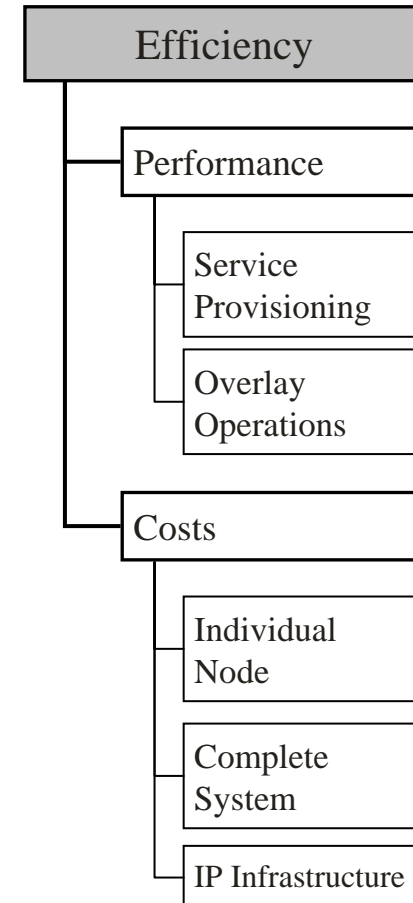 Efficiency
Performance
Service
Provisioning
Overlay
Operations
Costs
Individual
Node
Complete
System
IP Infrastructure